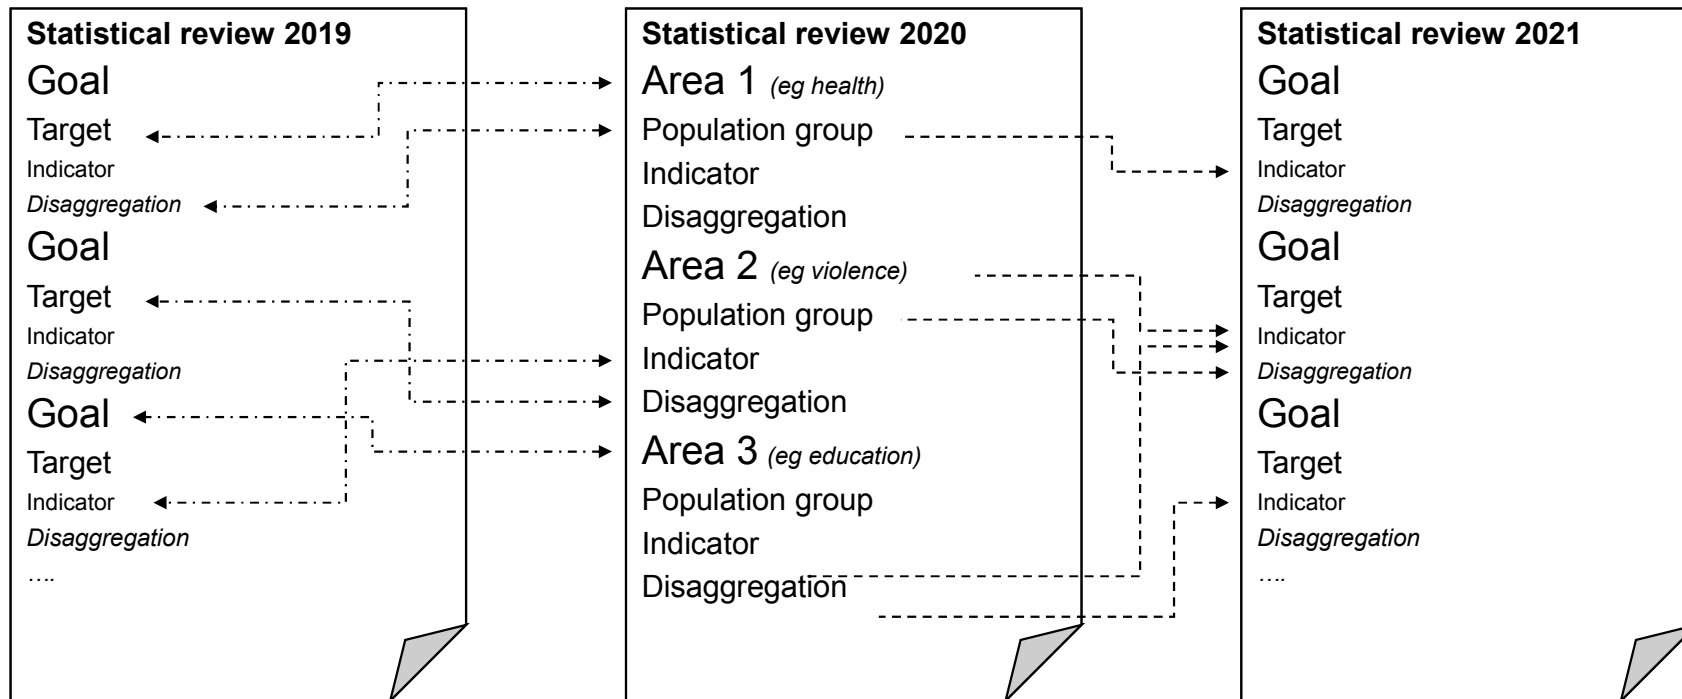 Statistical review 2019
Goal
Target
Indicator
Disaggregation
Goal
Target
Indicator
Disaggregation
Goal
Target
Indicator
Disaggregation
….
Statistical review 2020
Area 1 (eg health)
Population group
Indicator
Disaggregation
Area 2 (eg violence)
Population group
Indicator
Disaggregation
Area 3 (eg education)
Population group
Indicator
Disaggregation
Statistical review 2021
Goal
Target
Indicator
Disaggregation
Goal
Target
Indicator
Disaggregation
Goal
Target
Indicator
Disaggregation
….